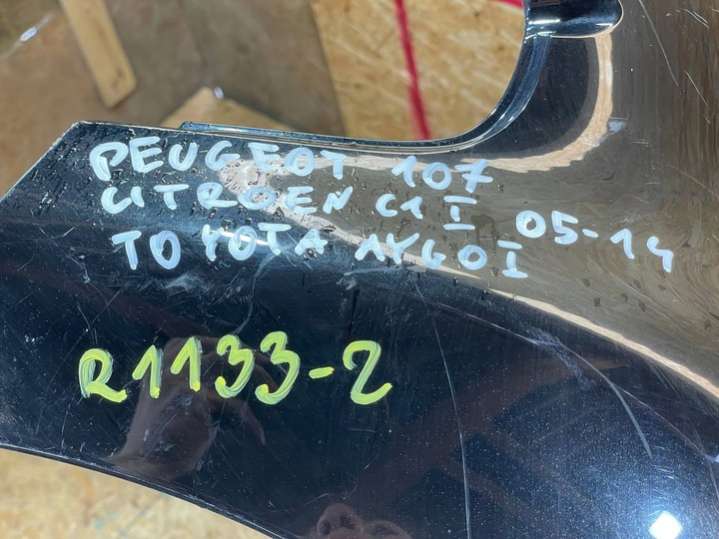 PEUGEOT 107
CITROEN C1 I
TOYOTA AYGO I 05-14
R1133-2